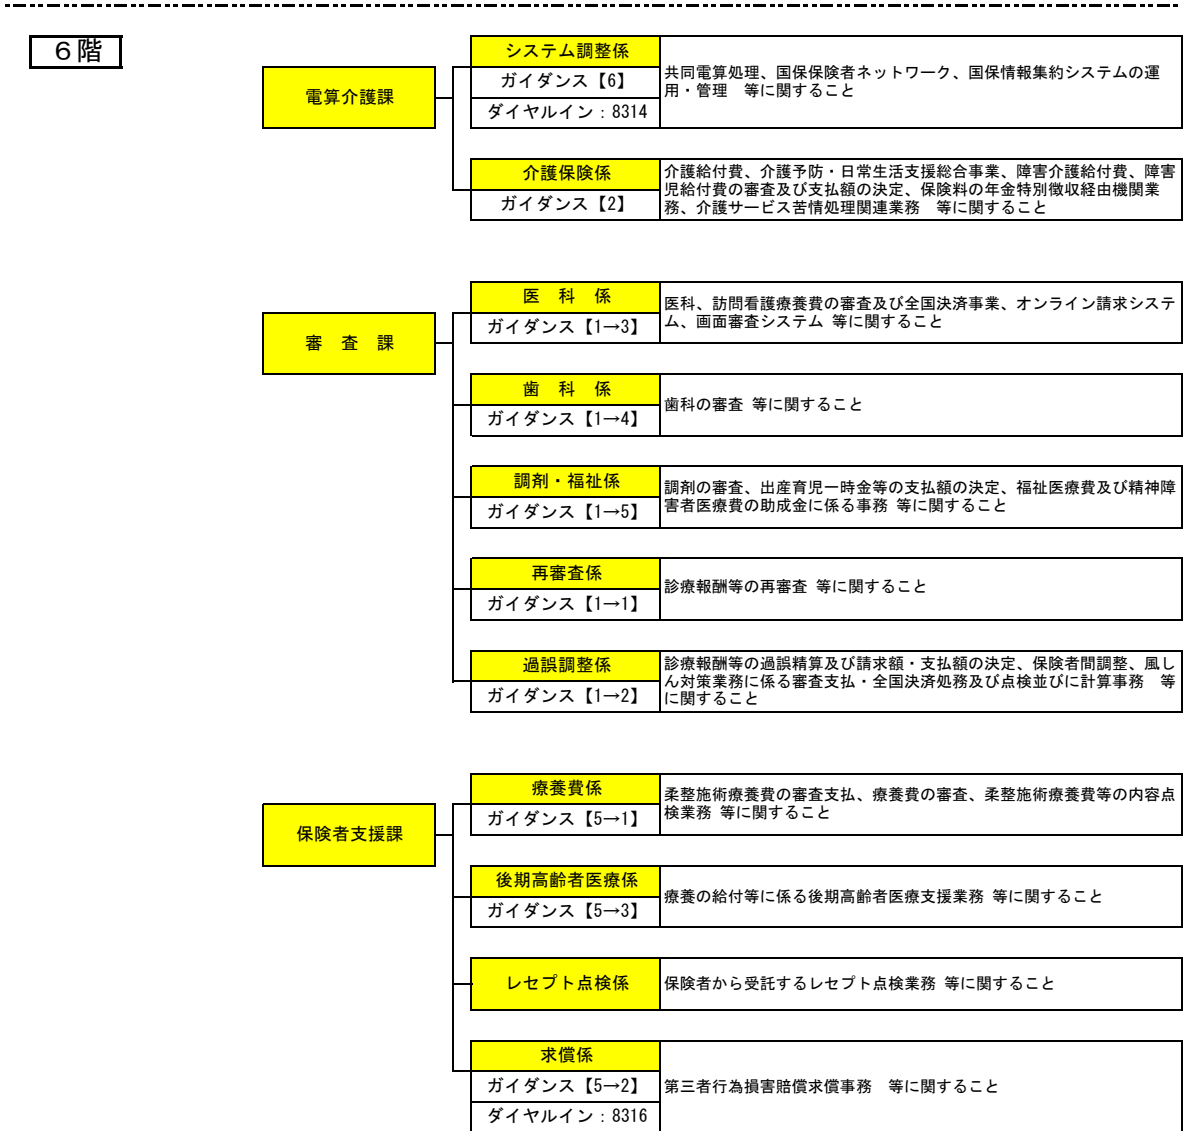 ６階
電算介護課
システム調整係
ガイダンス【6】
ダイヤルイン：8314
共同電算処理、国保保険者ネットワーク、国保情報集約システムの運
用・管理　等に関すること
介護保険係
ガイダンス【2】
介護給付費、介護予防・日常生活支援総合事業、障害介護給付費、障害
児給付費の審査及び支払額の決定、保険料の年金特別徴収経由機関業
務、介護サービス苦情処理関連業務　等に関すること
審　査　課
医　科　係
ガイダンス【1→3】
医科、訪問看護療養費の審査及び全国決済事業、オンライン請求システ
ム、画面審査システム 等に関すること
歯　科　係
ガイダンス【1→4】
歯科の審査 等に関すること
調剤・福祉係
ガイダンス【1→5】
調剤の審査、出産育児一時金等の支払額の決定、福祉医療費及び精神障
害者医療費の助成金に係る事務 等に関すること
再審査係
ガイダンス【1→1】
診療報酬等の再審査 等に関すること
過誤調整係
ガイダンス【1→2】
診療報酬等の過誤精算及び請求額・支払額の決定、保険者間調整、風し
ん対策業務に係る審査支払・全国決済処務及び点検並びに計算事務　等
に関すること
保険者支援課
療養費係
ガイダンス【5→1】
柔整施術療養費の審査支払、療養費の審査、柔整施術療養費等の内容点
検業務 等に関すること
後期高齢者医療係
ガイダンス【5→3】
療養の給付等に係る後期高齢者医療支援業務 等に関すること
レセプト点検係
保険者から受託するレセプト点検業務 等に関すること
求償係
ガイダンス【5→2】
ダイヤルイン：8316
第三者行為損害賠償求償事務　等に関すること